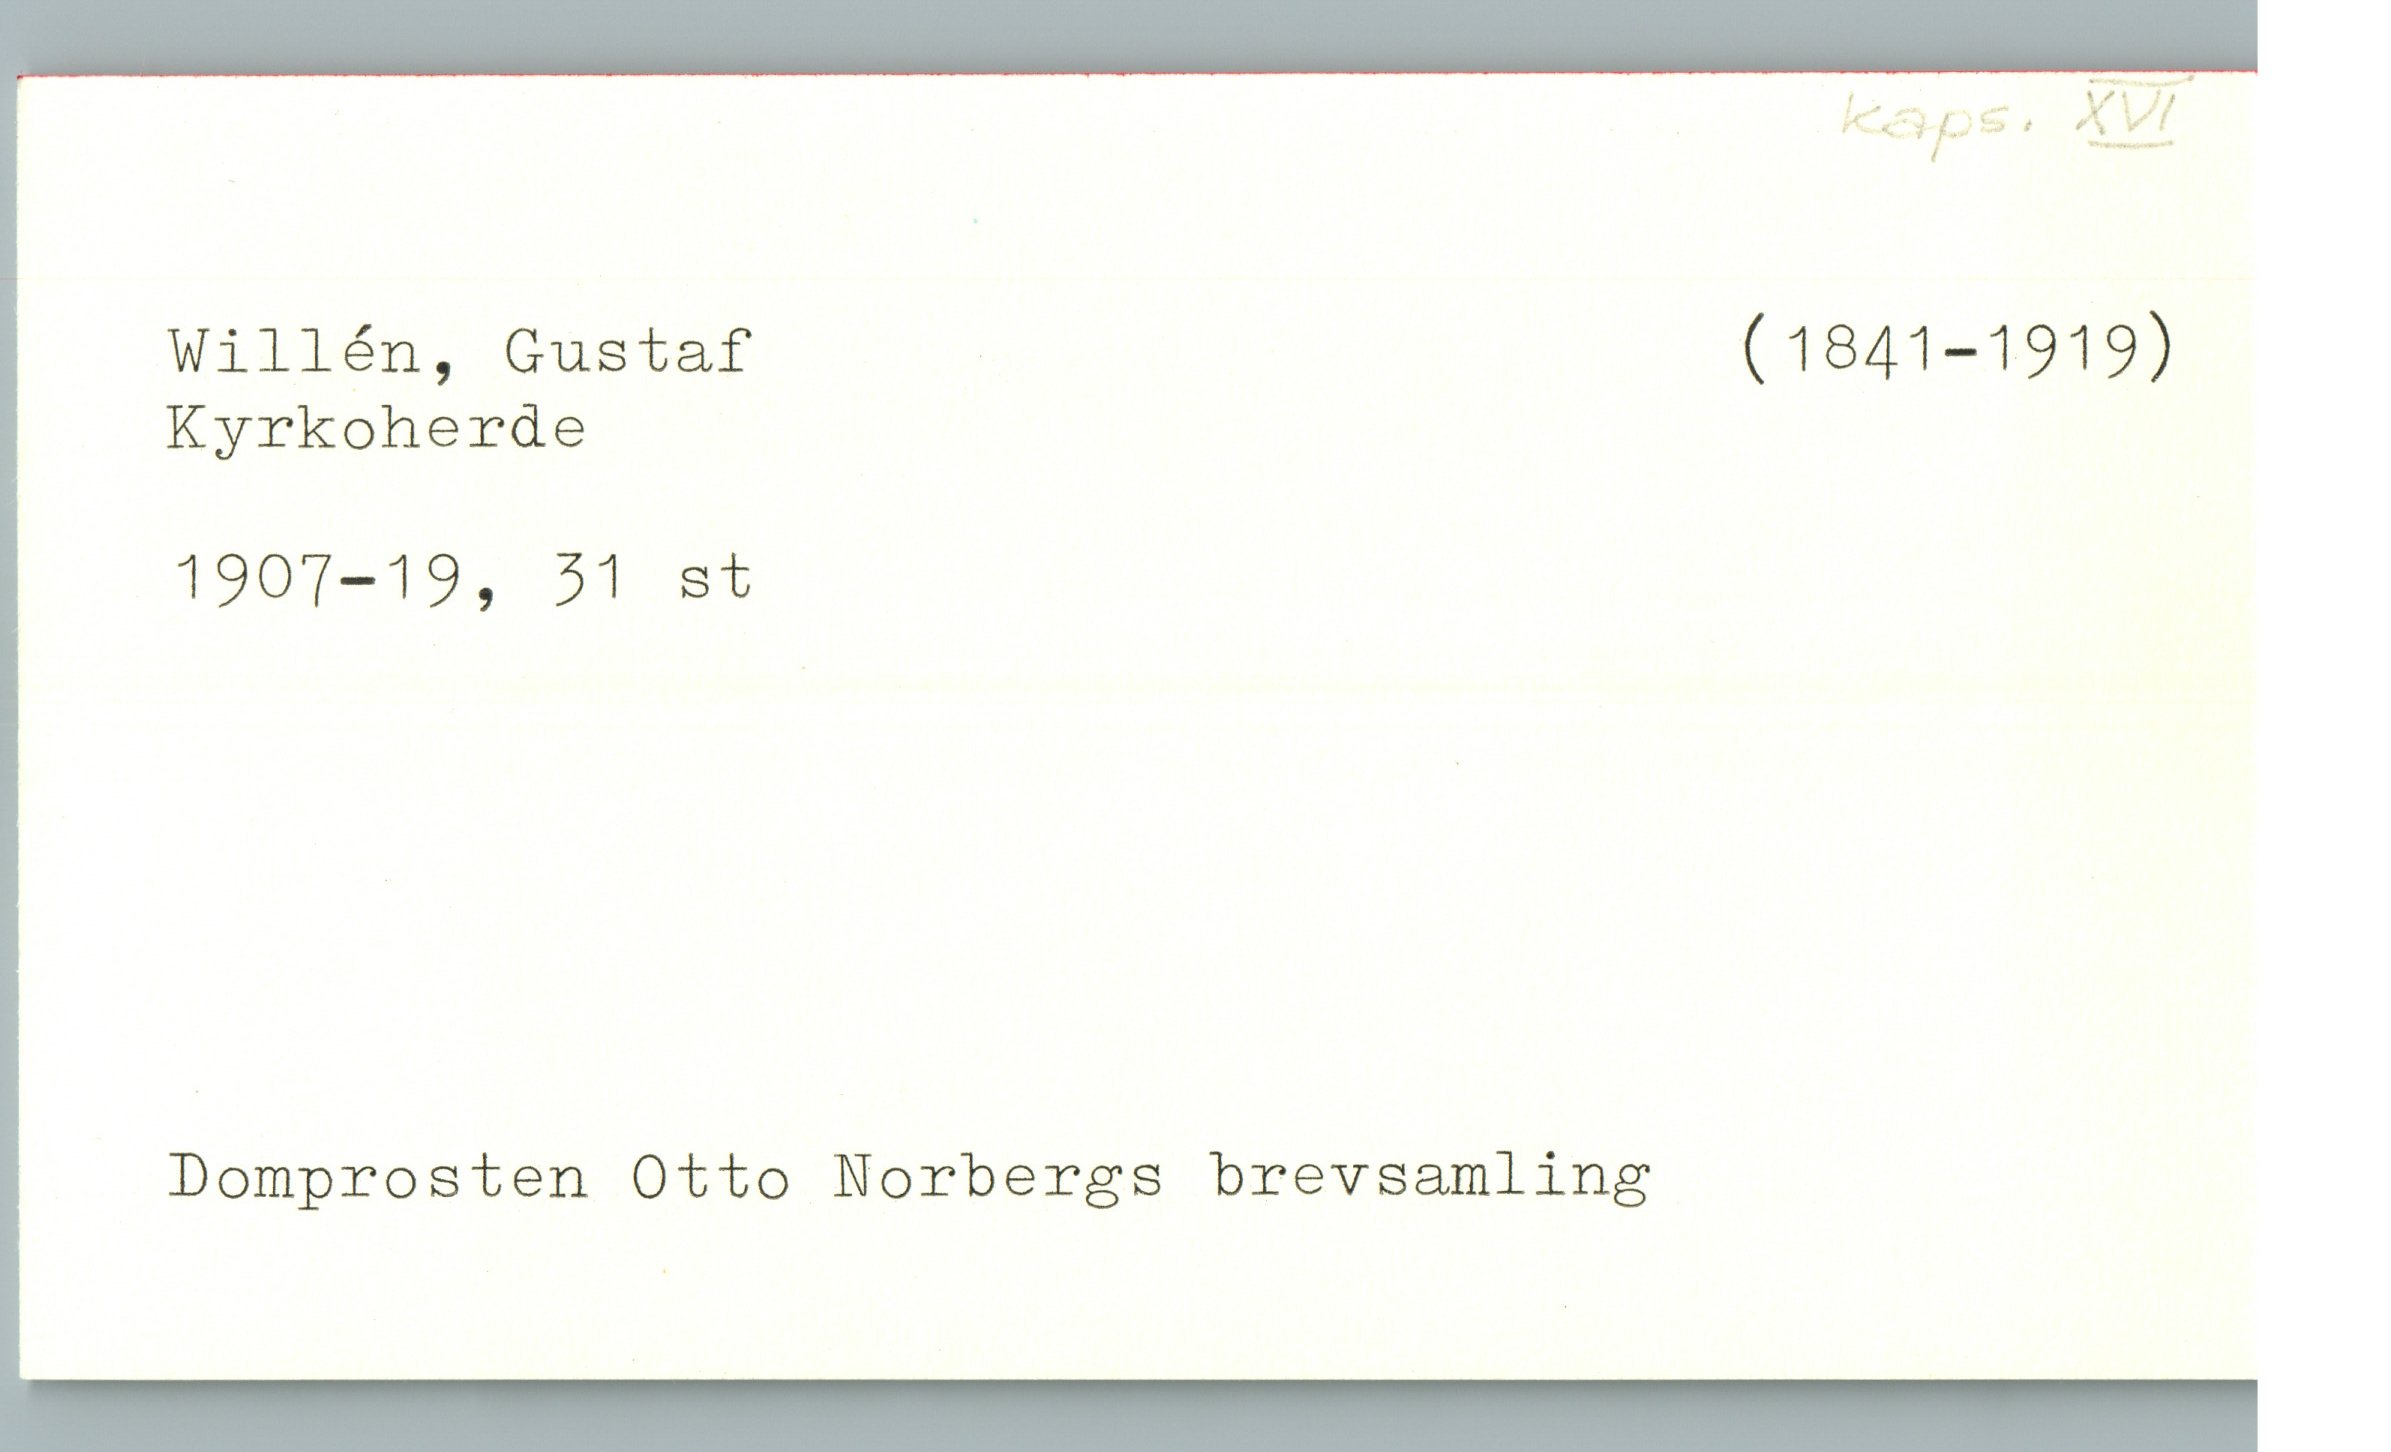 kaps. XVI
Willén, Gustaf (1841-1919)
Kyrkoherde
1907-19, 31 st
Domprosten Otto Norbergs brevsamling